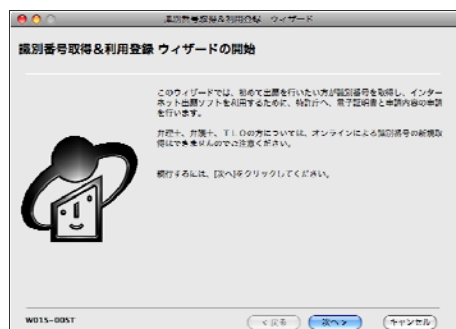 識別番号取得&利用登録 ウィザード
識別番号取得&利用登録 ウィザードの開始
このウィザードでは、初めて出願を行いたい方が識別番号を取得し、インター
ネット出願ソフトを利用するために、特許庁へ、電子証明書と申請内容の申請
を行います。
弁理士、弁護士、TLOの方については、オンラインによる識別番号の新規取
得はできませんのでご注意ください。
続行するには、[次へ]をクリックしてください。
W01S-00ST
< 戻る
次へ >
キャンセル